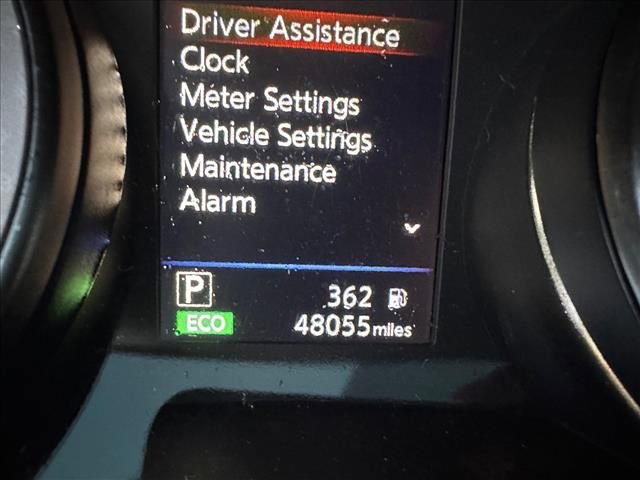 Driver Assistance
Clock
Meter Settings
Vehicle Settings
Maintenance
Alarm
P 362
ECO 48055 miles